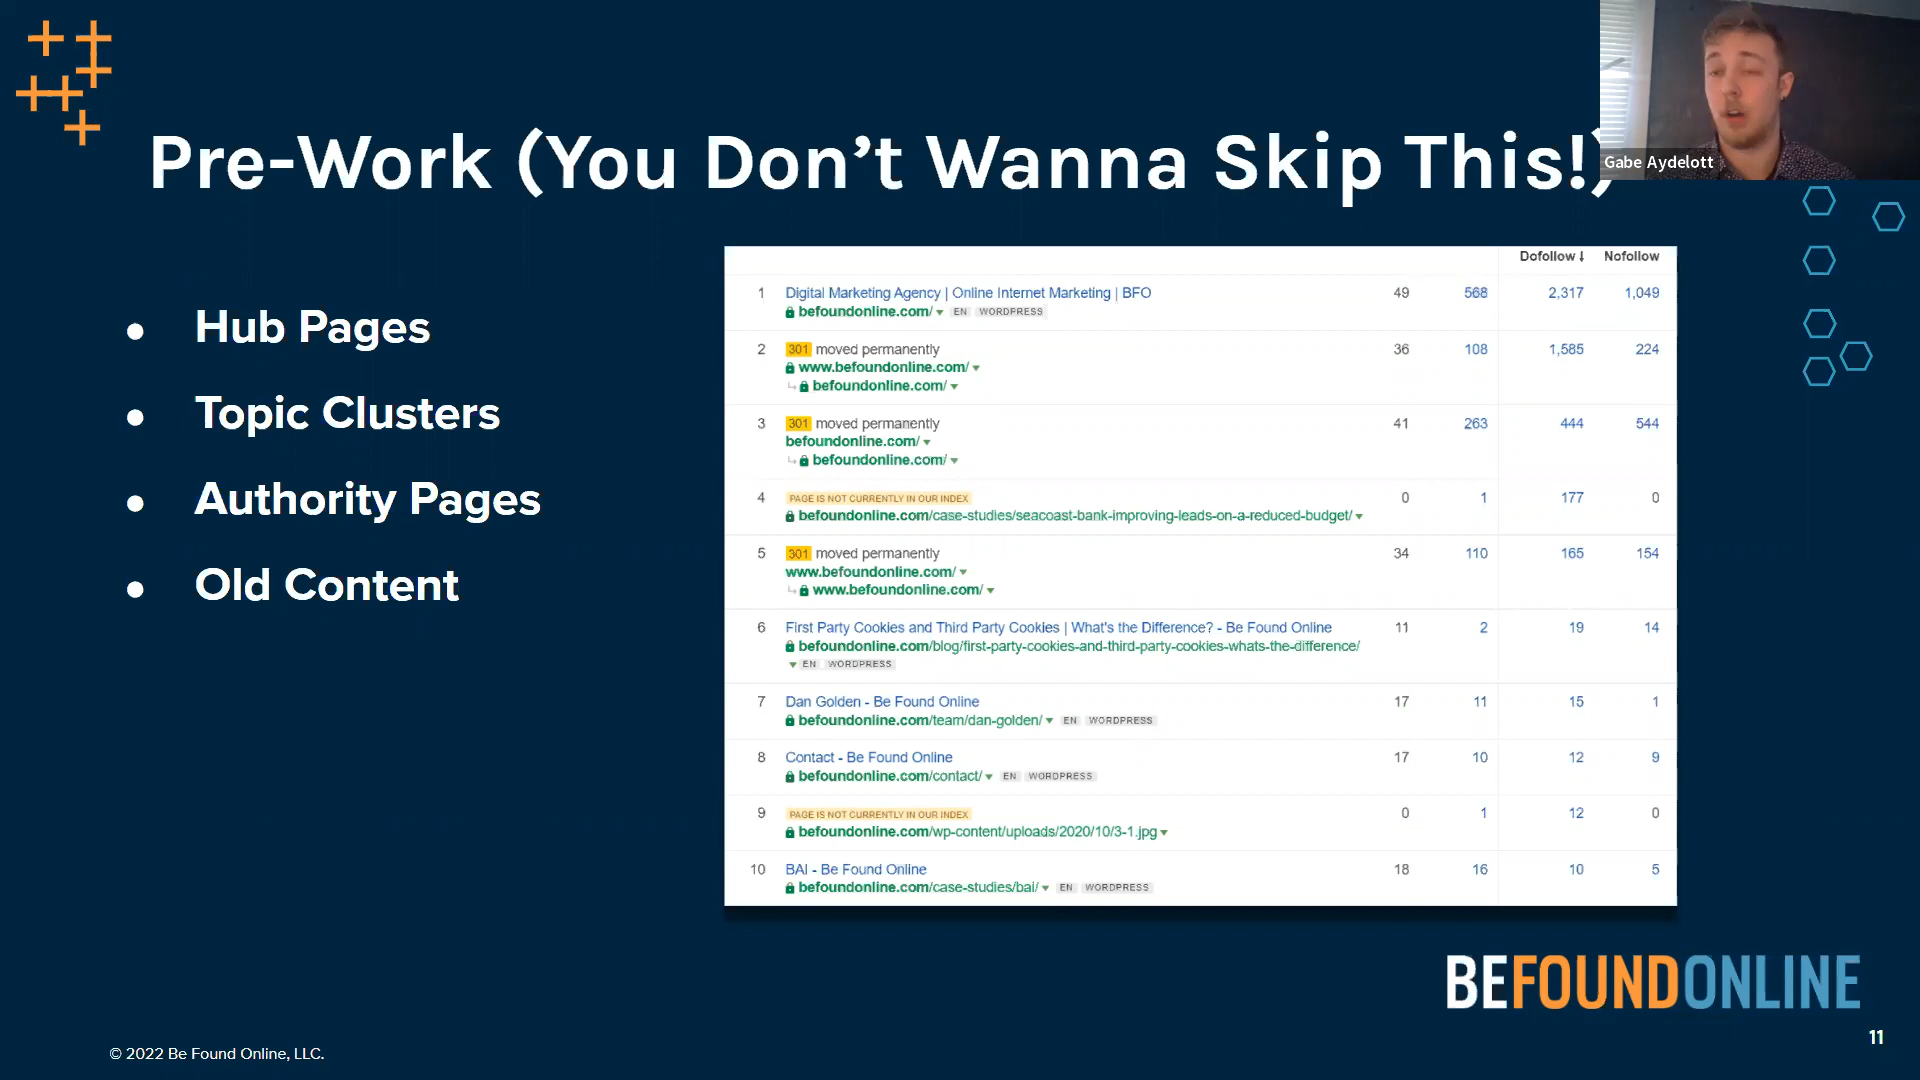 Pre-Work (You Don't Wanna Skip This!)
Gabe Aydelott
• Hub Pages
• Topic Clusters
• Authority Pages
• Old Content
Dofollow↓ Nofollow
1 Digital Marketing Agency | Online Internet Marketing | BFO 49 568 2,317 1,049
befoundonline.com/ EN WORDPRESS
2 301 moved permanently 36 108 1,585 224
www.befoundonline.com/
befoundonline.com/
3 301 moved permanently 41 263 444 544
befoundonline.com/
befoundonline.com/
4 PAGE IS NOT CURRENTLY IN OUR INDEX 0 1 177 0
befoundonline.com/case-studies/seacoast-bank-improving-leads-on-a-reduced-budget/
5 301 moved permanently 34 110 165 154
www.befoundonline.com/
www.befoundonline.com/
6 First Party Cookies and Third Party Cookies | What's the Difference? - Be Found Online 11 2 19 14
befoundonline.com/blog/first-party-cookies-and-third-party-cookies-whats-the-difference/
EN WORDPRESS
7 Dan Golden - Be Found Online 17 11 15 1
befoundonline.com/team/dan-golden/ EN WORDPRESS
8 Contact - Be Found Online 17 10 12 9
befoundonline.com/contact/ EN WORDPRESS
9 PAGE IS NOT CURRENTLY IN OUR INDEX 0 1 12 0
befoundonline.com/wp-content/uploads/2020/10/3-1.jpg
10 BAI - Be Found Online 18 16 10 5
befoundonline.com/case-studies/bai/ EN WORDPRESS
BEFOUNDONLINE
11
© 2022 Be Found Online, LLC.